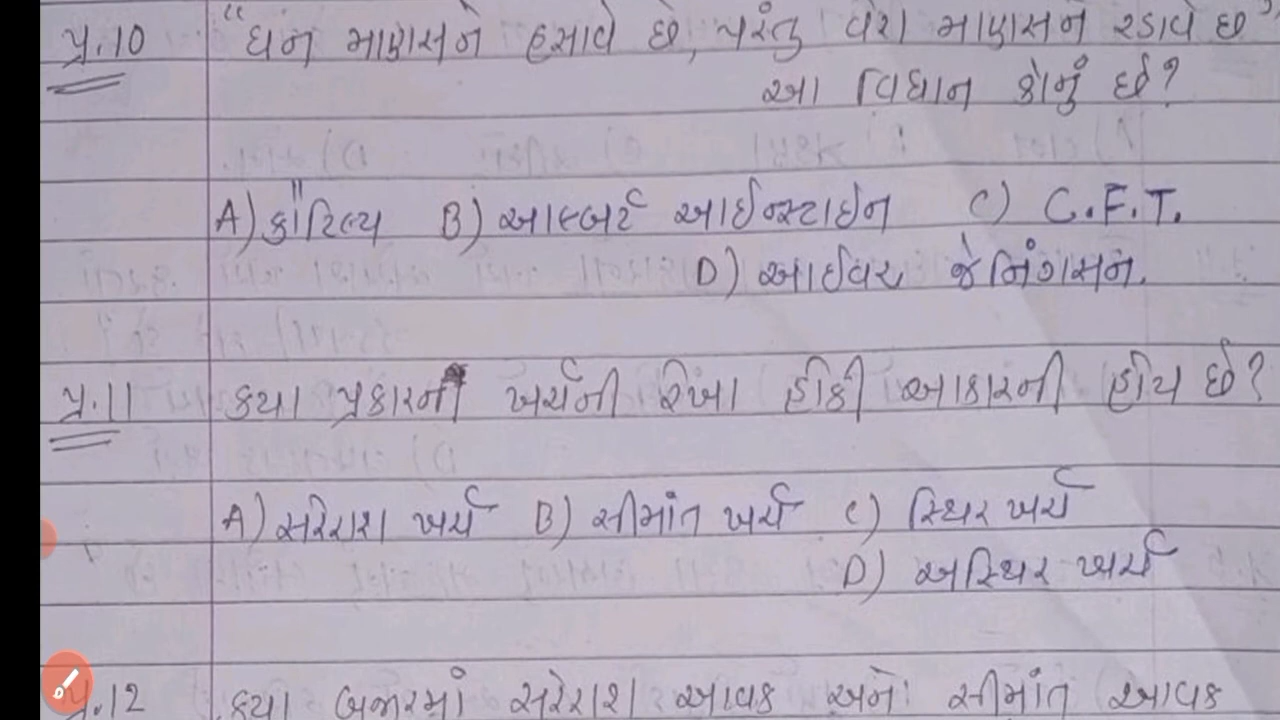 પ્ર.10 "ધન માણસને હસાવે છે, પરંતુ વેરા માણસને રડાવે છે"
આ વિધાન કોનું છે?
A) કૌટિલ્ય B) આલ્બર્ટ આઈન્સ્ટાઈન C) C.F.T.
D) આઈવર જેનિંગ્સન.
પ્ર.11 કયા પ્રકારની ખર્ચની રેખા હોકી આકારની હોય છે?
A) સરેરાશ ખર્ચ B) સીમાંત ખર્ચ C) સ્થિર ખર્ચ
D) અસ્થિર ખર્ચ
પ્ર.12 કયા બજારમાં સરેરાશ આવક અને સીમાંત આવક